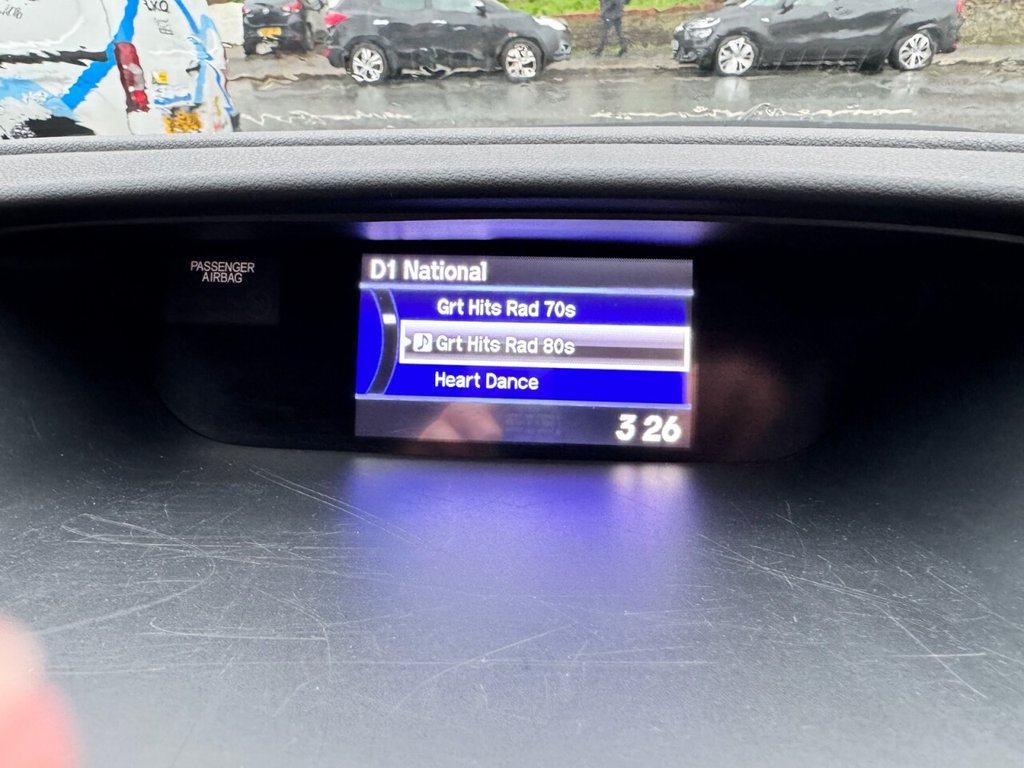 PASSENGER
AIRBAG
D1 National
Grt Hits Rad 70s
Grt Hits Rad 80s
Heart Dance
3 26